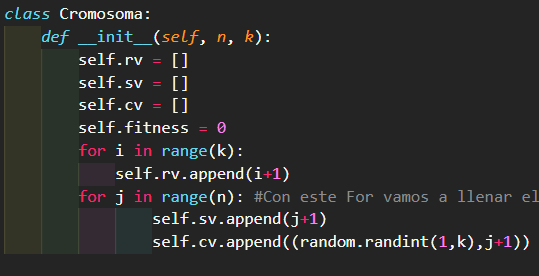 class Cromosoma:
    def __init__(self, n, k):
        self.rv = []
        self.sv = []
        self.cv = []
        self.fitness = 0
        for i in range(k):
            self.rv.append(i+1)
        for j in range(n): #Con este For vamos a llenar el
                self.sv.append(j+1)
                self.cv.append((random.randint(1,k),j+1))